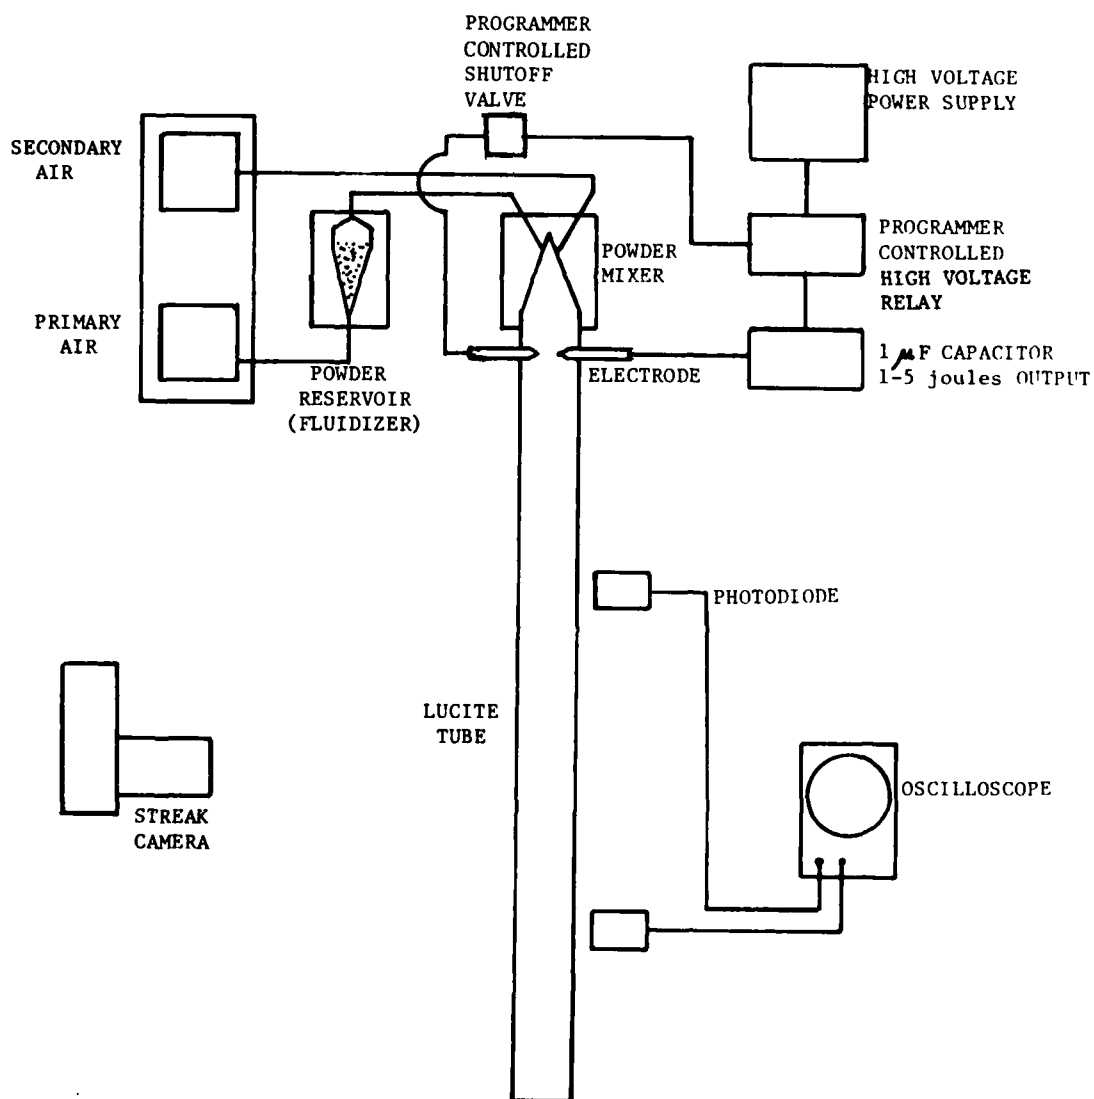 PROGRAMMER
CONTROLLED
SHUTOFF
VALVE
HIGH VOLTAGE
POWER SUPPLY
SECONDARY
AIR
PROGRAMMER
CONTROLLED
HIGH VOLTAGE
RELAY
POWDER
MIXER
PRIMARY
AIR
1 μF CAPACITOR
1-5 joules OUTPUT
POWDER
RESERVOIR
(FLUIDIZER)
ELECTRODE
PHOTODIODE
LUCITE
TUBE
OSCILLOSCOPE
STREAK
CAMERA